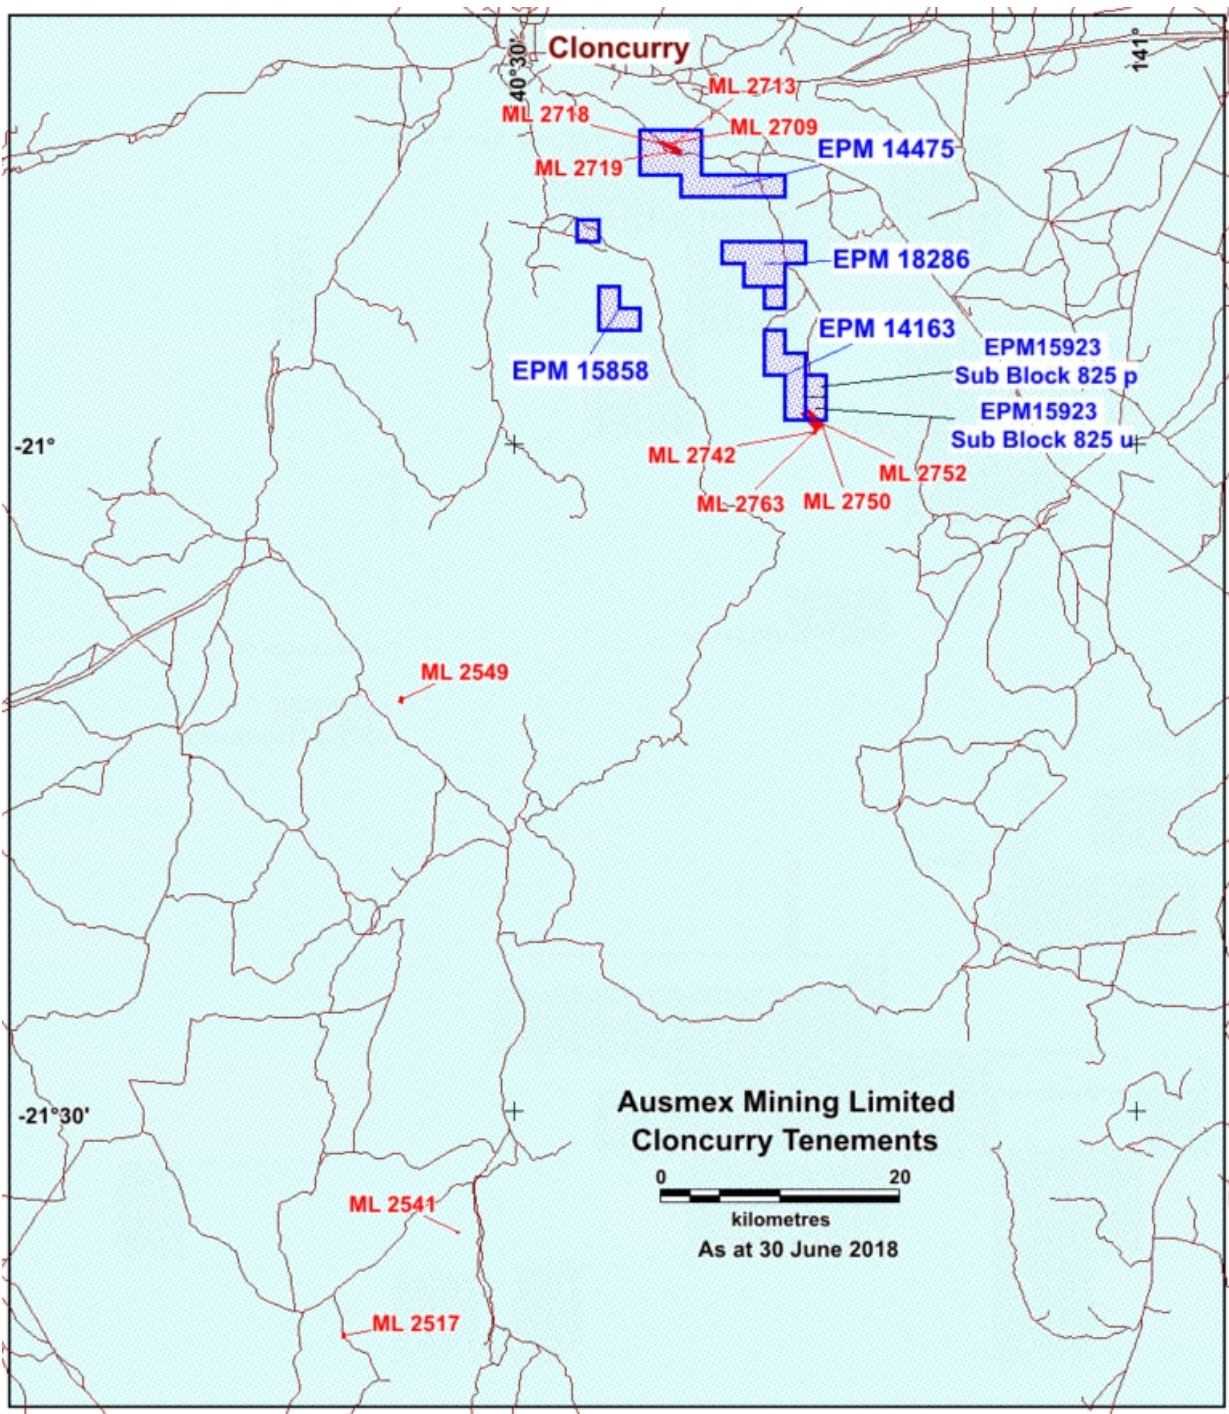 Cloncurry
40°30'
141°
ML 2713
ML 2718
ML 2709
EPM 14475
ML 2719
EPM 18286
EPM 14163
EPM15923
Sub Block 825 p
EPM 15858
EPM15923
Sub Block 825 u
-21°
ML 2742
ML 2752
ML 2763
ML 2750
ML 2549
Ausmex Mining Limited
-21°30'
Cloncurry Tenements
0 20
kilometres
As at 30 June 2018
ML 2541
ML 2517